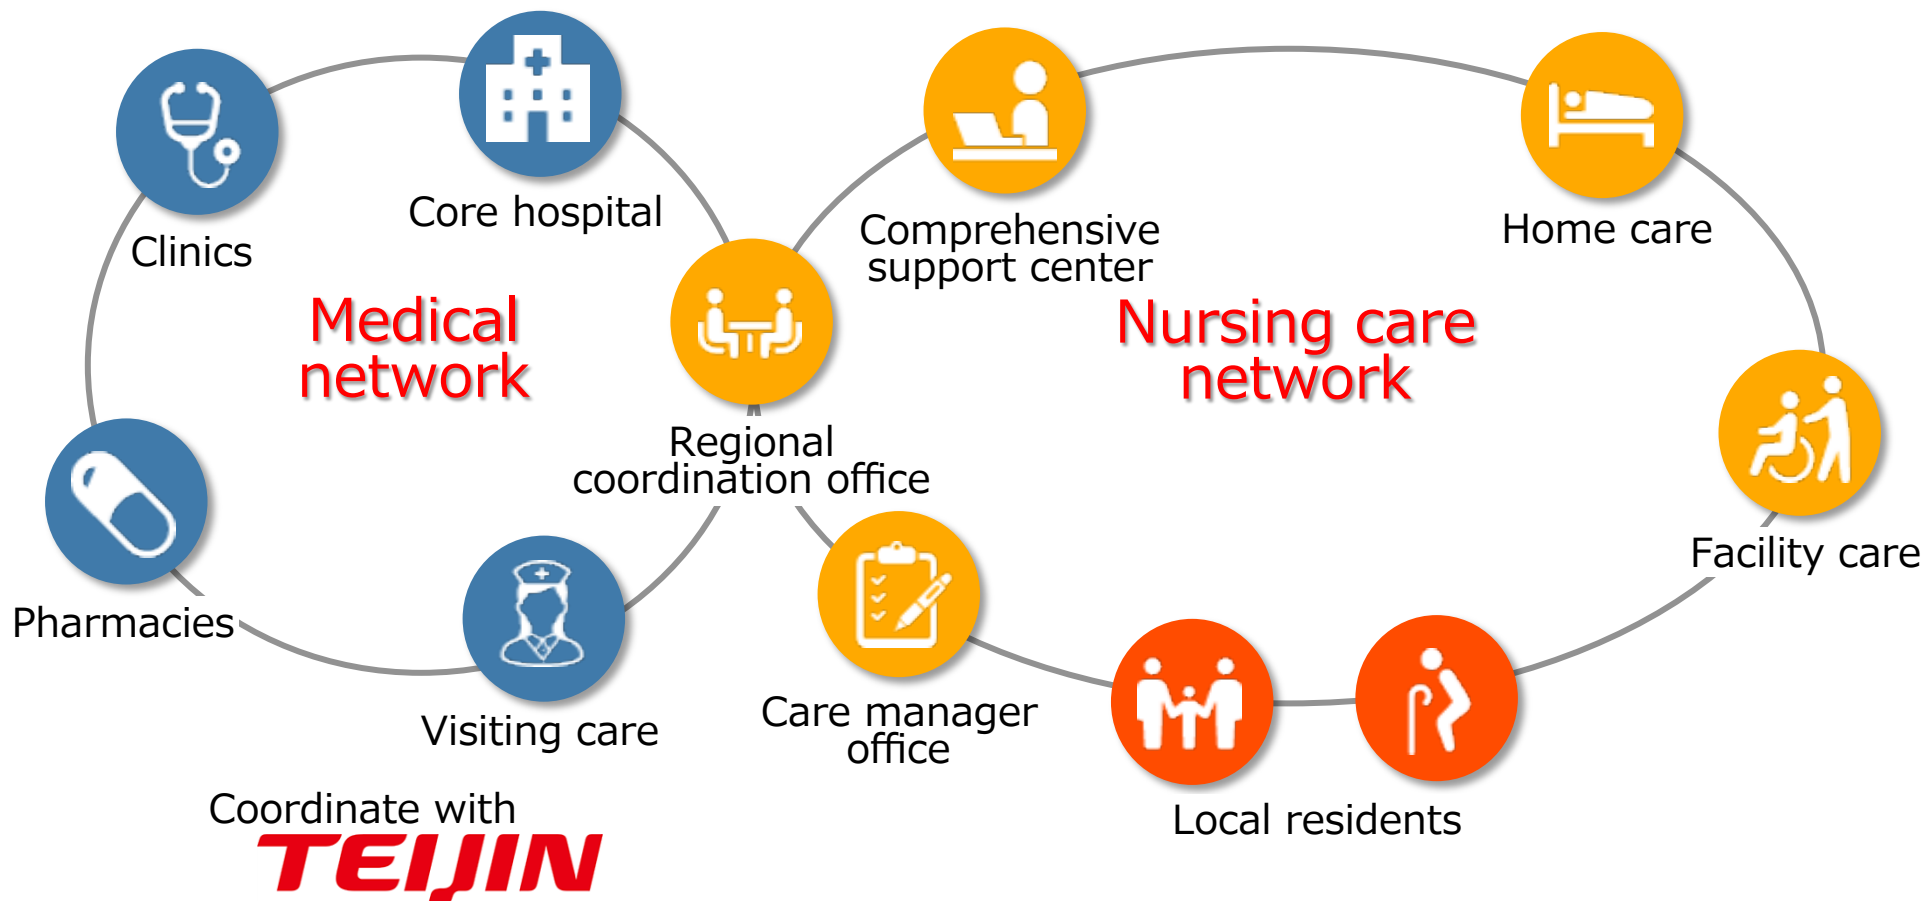 Core hospital
Clinics
Comprehensive
support center
Home care
Medical
network
Nursing care
network
Regional
coordination office
Facility care
Pharmacies
Visiting care
Care manager
office
Local residents
Coordinate with
TEIJIN